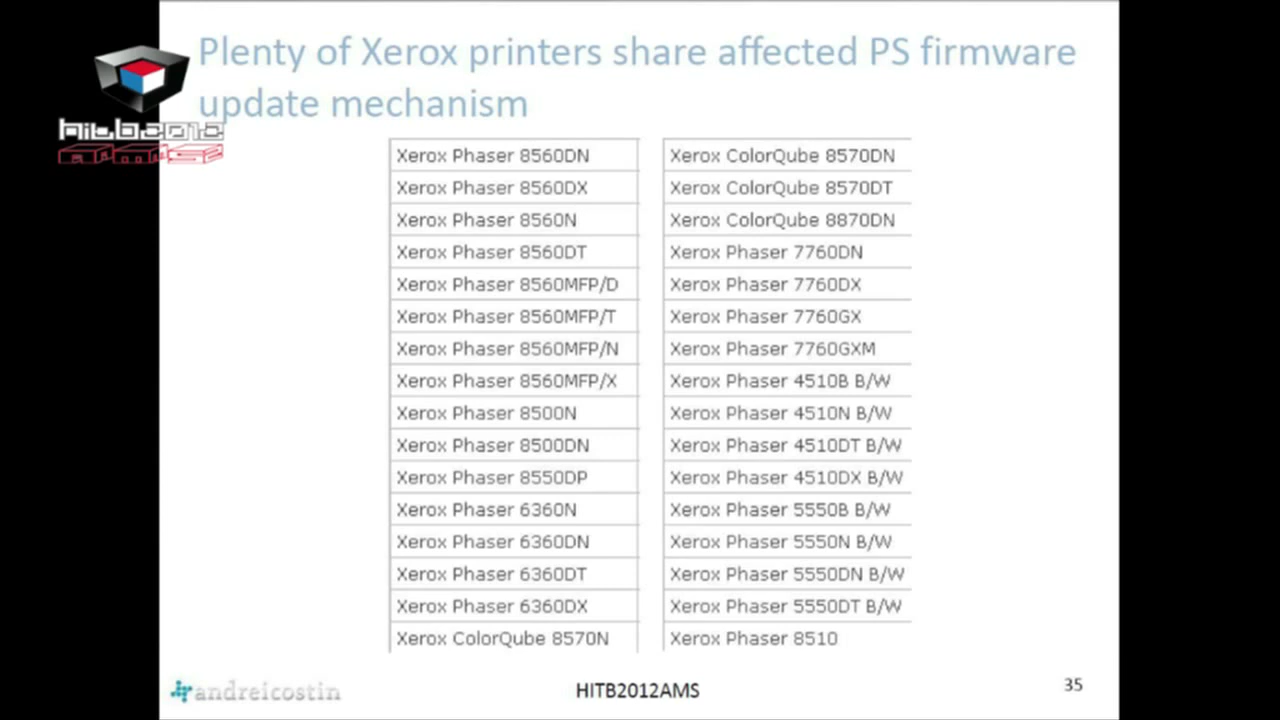 Plenty of Xerox printers share affected PS firmware
update mechanism
hitb2012
AMS
Xerox Phaser 8560DN
Xerox Phaser 8560DX
Xerox Phaser 8560N
Xerox Phaser 8560DT
Xerox Phaser 8560MFP/D
Xerox Phaser 8560MFP/T
Xerox Phaser 8560MFP/N
Xerox Phaser 8560MFP/X
Xerox Phaser 8500N
Xerox Phaser 8500DN
Xerox Phaser 8550DP
Xerox Phaser 6360N
Xerox Phaser 6360DN
Xerox Phaser 6360DT
Xerox Phaser 6360DX
Xerox ColorQube 8570N
Xerox ColorQube 8570DN
Xerox ColorQube 8570DT
Xerox ColorQube 8870DN
Xerox Phaser 7760DN
Xerox Phaser 7760DX
Xerox Phaser 7760GX
Xerox Phaser 7760GXM
Xerox Phaser 4510B B/W
Xerox Phaser 4510N B/W
Xerox Phaser 4510DT B/W
Xerox Phaser 4510DX B/W
Xerox Phaser 5550B B/W
Xerox Phaser 5550N B/W
Xerox Phaser 5550DN B/W
Xerox Phaser 5550DT B/W
Xerox Phaser 8510
andreicostin
HITB2012AMS
35